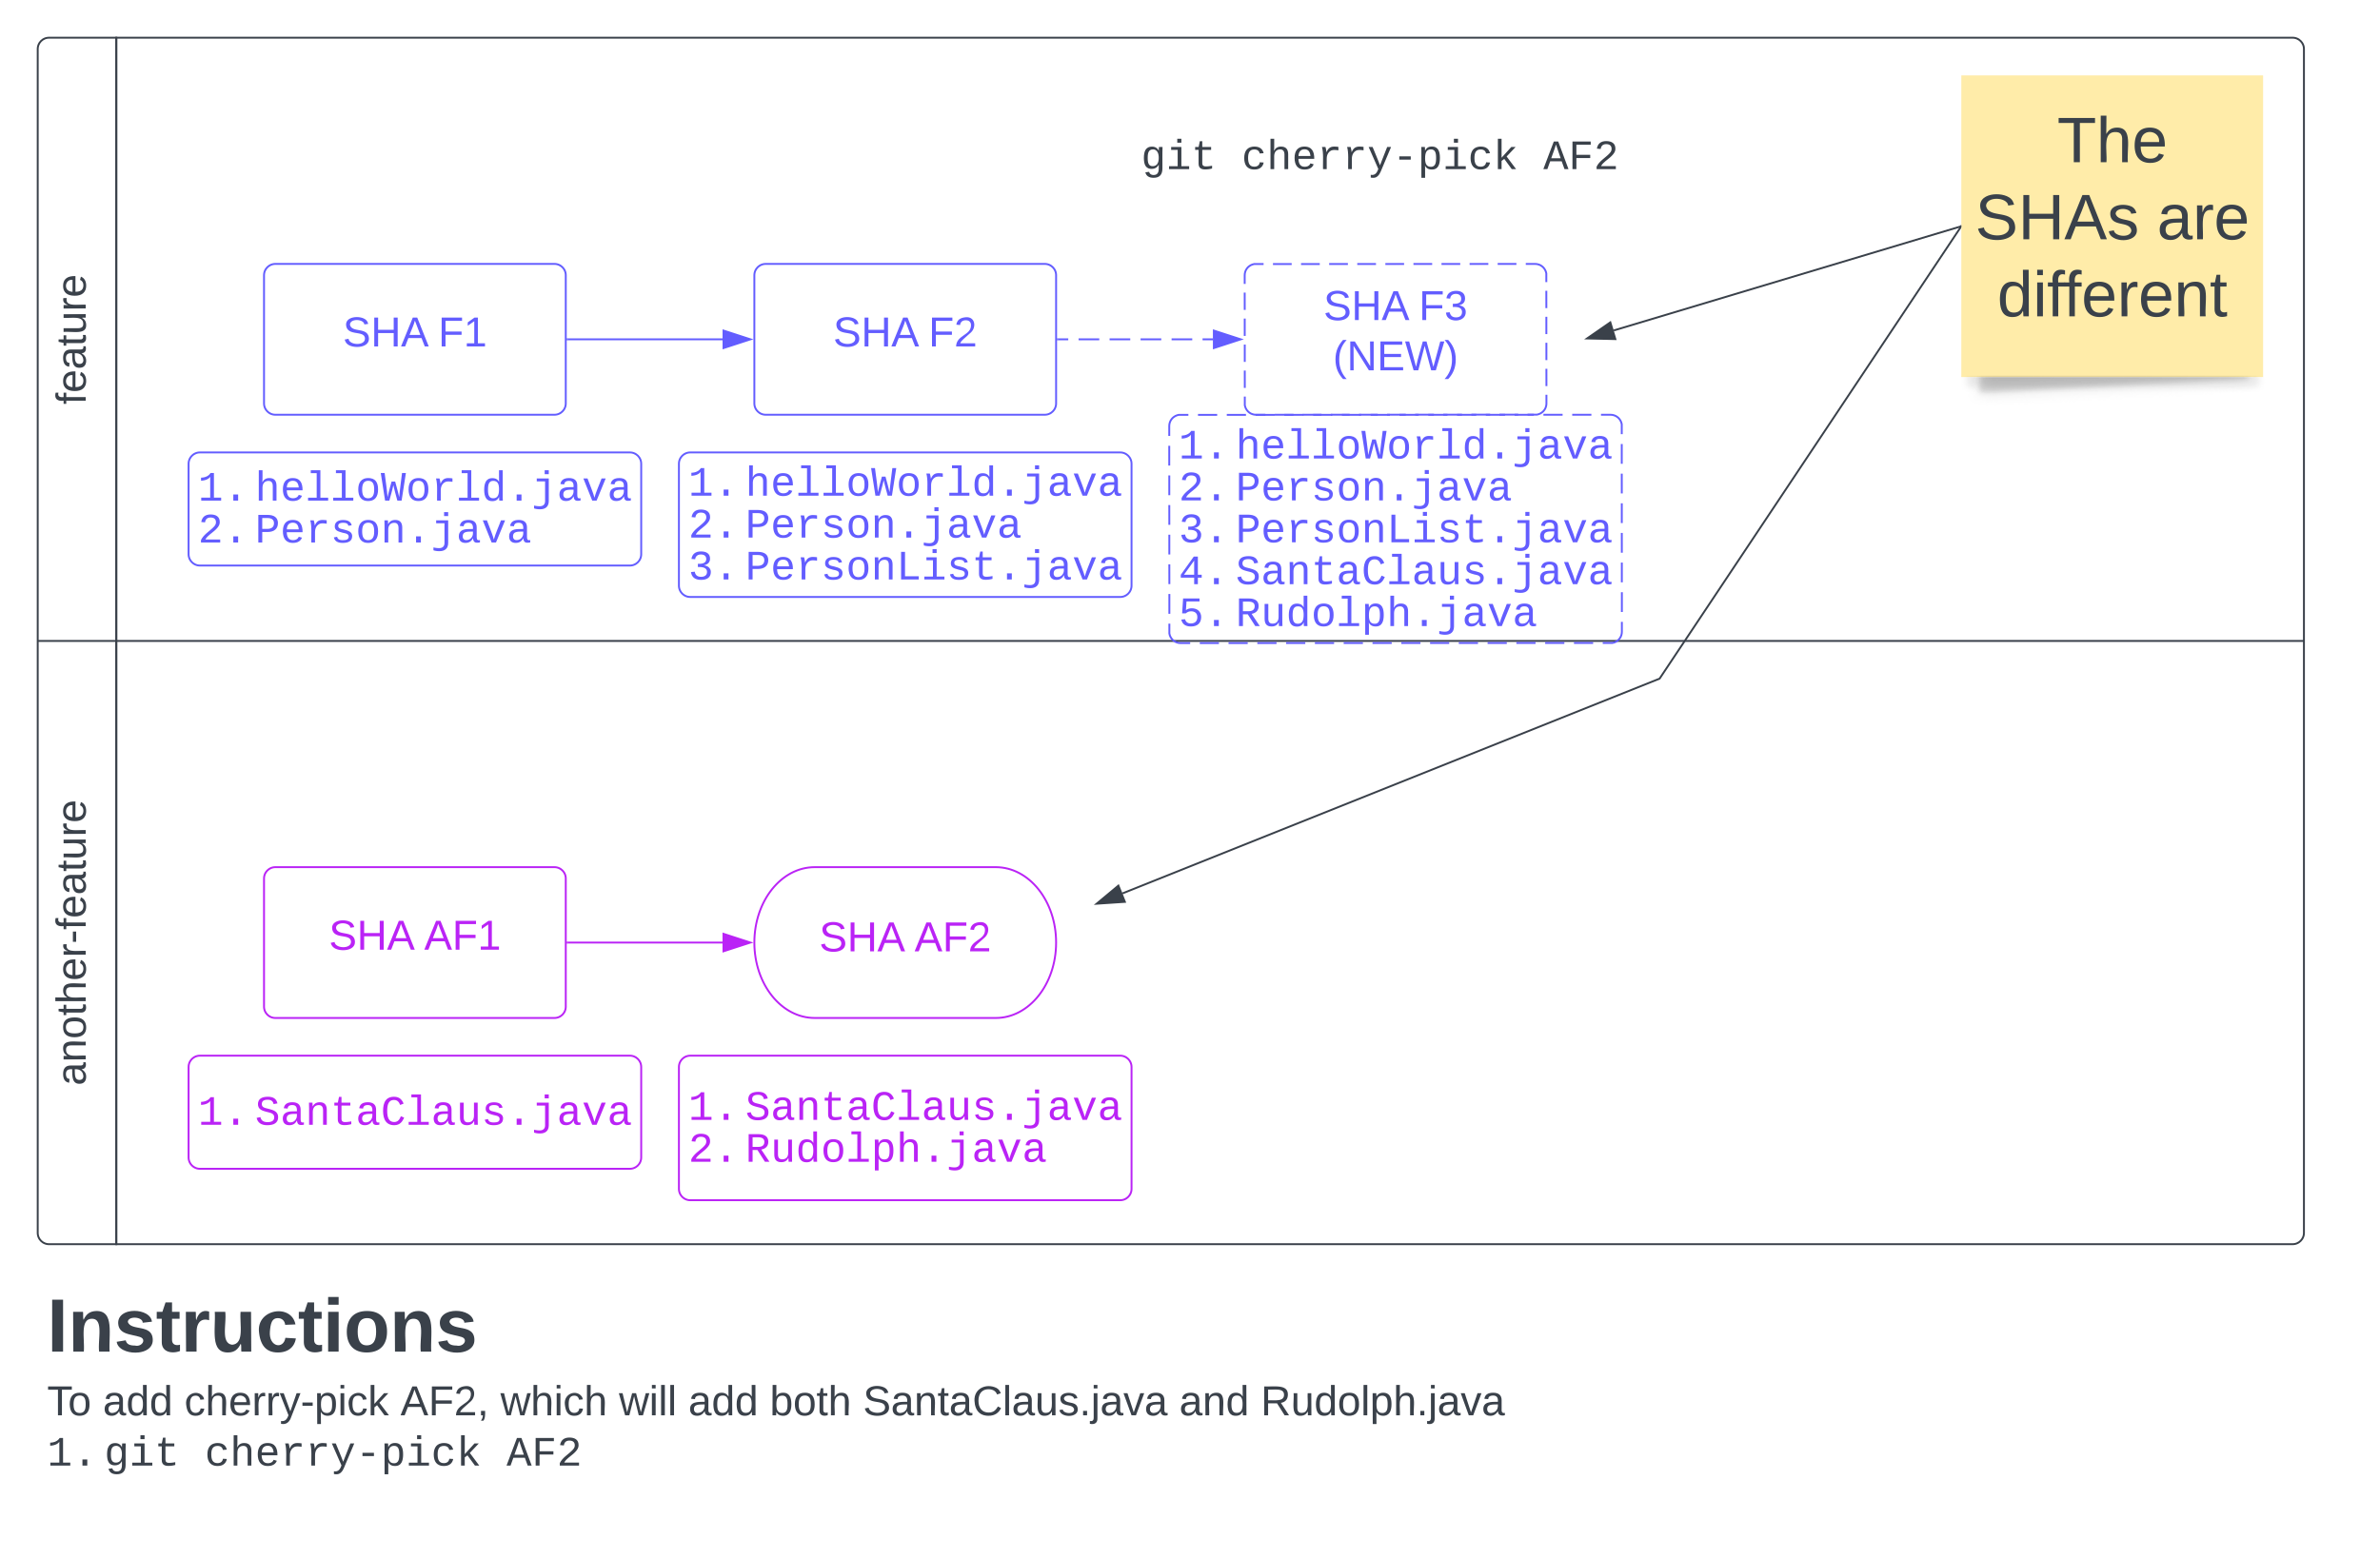 git cherry-pick AF2
The
SHAs are
different
feature
SHA F1
SHA F2
SHA F3
(NEW)
1. helloWorld.java
2. Person.java
1. helloWorld.java
2. Person.java
3. PersonList.java
1. helloWorld.java
2. Person.java
3. PersonList.java
4. SantaClaus.java
5. Rudolph.java
another-feature
SHA AF1
SHA AF2
1. SantaClaus.java
1. SantaClaus.java
2. Rudolph.java
Instructions
To add cherry-pick AF2, which will add both SantaClaus.java and Rudolph.java
1. git cherry-pick AF2